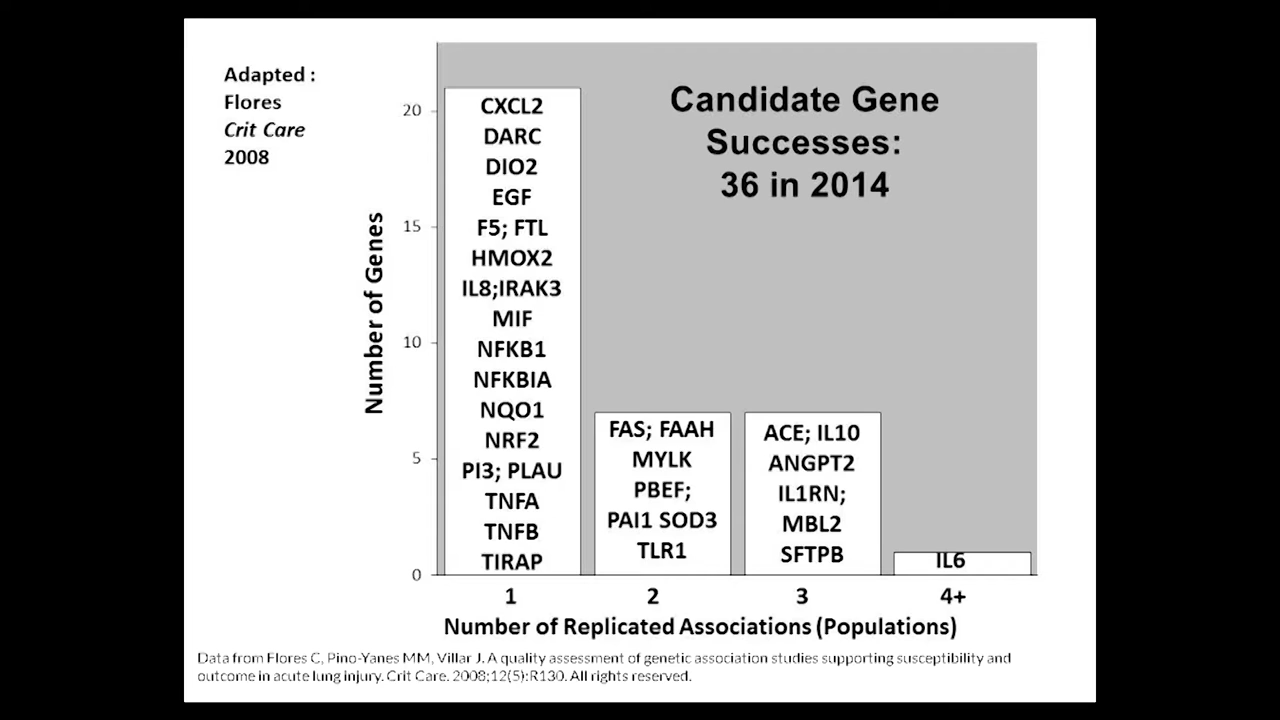 Adapted :
Flores
Crit Care
2008
Candidate Gene
Successes:
36 in 2014
Number of Genes
20
15
10
5
0
CXCL2
DARC
DIO2
EGF
F5; FTL
HMOX2
IL8;IRAK3
MIF
NFKB1
NFKBIA
NQO1
NRF2
PI3; PLAU
TNFA
TNFB
TIRAP
FAS; FAAH
MYLK
PBEF;
PAI1 SOD3
TLR1
ACE; IL10
ANGPT2
IL1RN;
MBL2
SFTPB
IL6
1 2 3 4+
Number of Replicated Associations (Populations)
Data from Flores C, Pino-Yanes MM, Villar J. A quality assessment of genetic association studies supporting susceptibility and
outcome in acute lung injury. Crit Care. 2008;12(5):R130. All rights reserved.